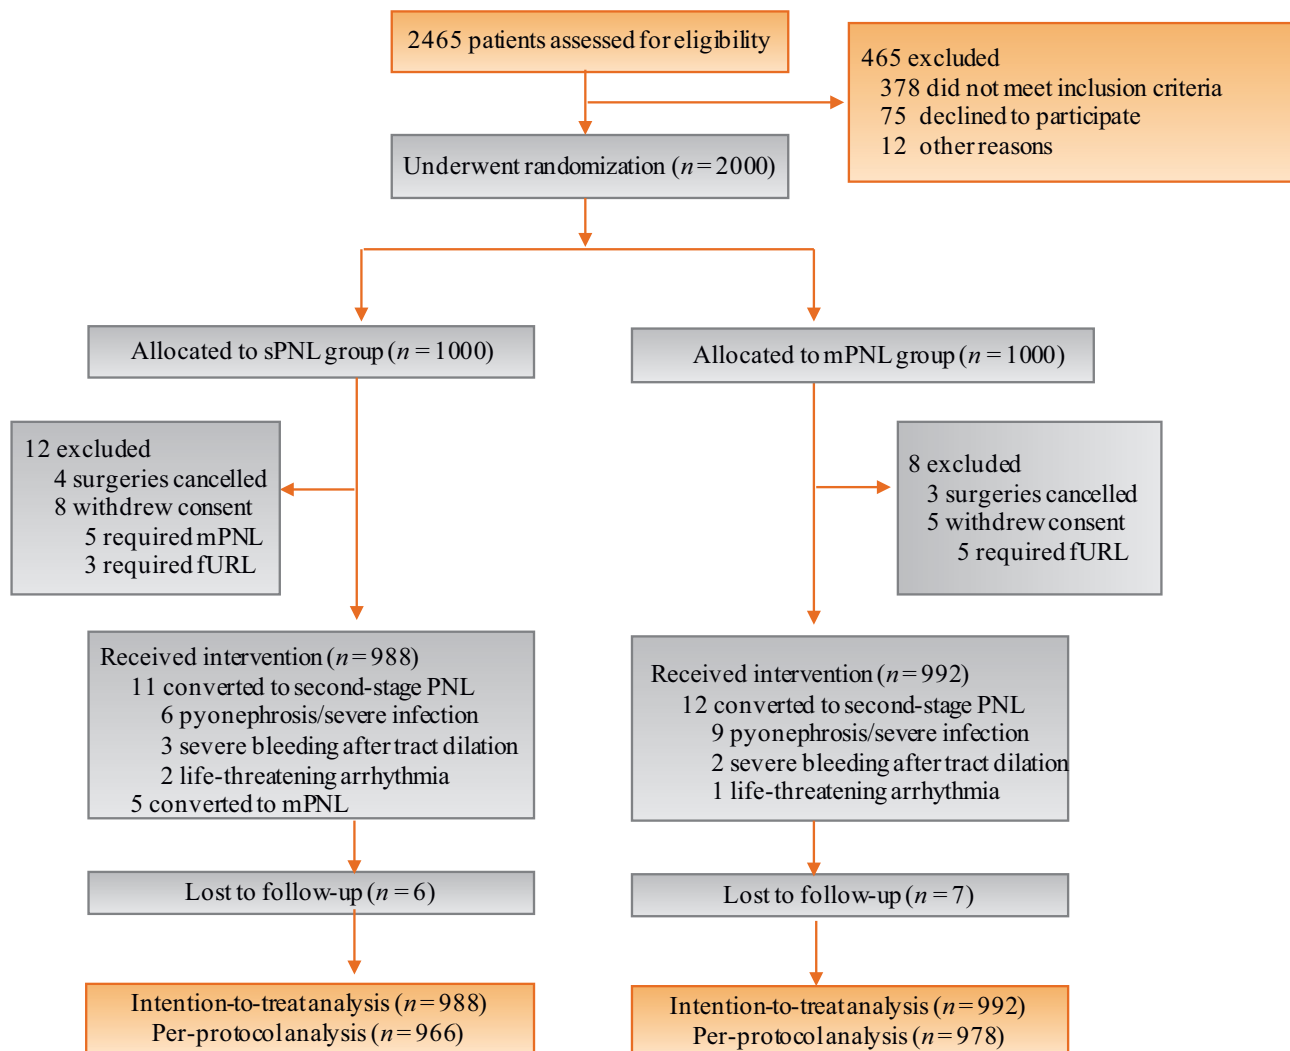 2465 patients assessed for eligibility
465 excluded
378 did not meet inclusion criteria
75 declined to participate
12 other reasons
Underwent randomization (n = 2000)
Allocated to sPNL group (n = 1000)
Allocated to mPNL group (n = 1000)
12 excluded
4 surgeries cancelled
8 withdrew consent
5 required mPNL
3 required fURL
8 excluded
3 surgeries cancelled
5 withdrew consent
5 required fURL
Received intervention (n = 988)
11 converted to second-stage PNL
6 pyonephrosis/severe infection
3 severe bleeding after tract dilation
2 life-threatening arrhythmia
5 converted to mPNL
Received intervention (n = 992)
12 converted to second-stage PNL
9 pyonephrosis/severe infection
2 severe bleeding after tract dilation
1 life-threatening arrhythmia
Lost to follow-up (n = 6)
Lost to follow-up (n = 7)
Intention-to-treat analysis (n = 988)
Per-protocol analysis (n = 966)
Intention-to-treat analysis (n = 992)
Per-protocol analysis (n = 978)